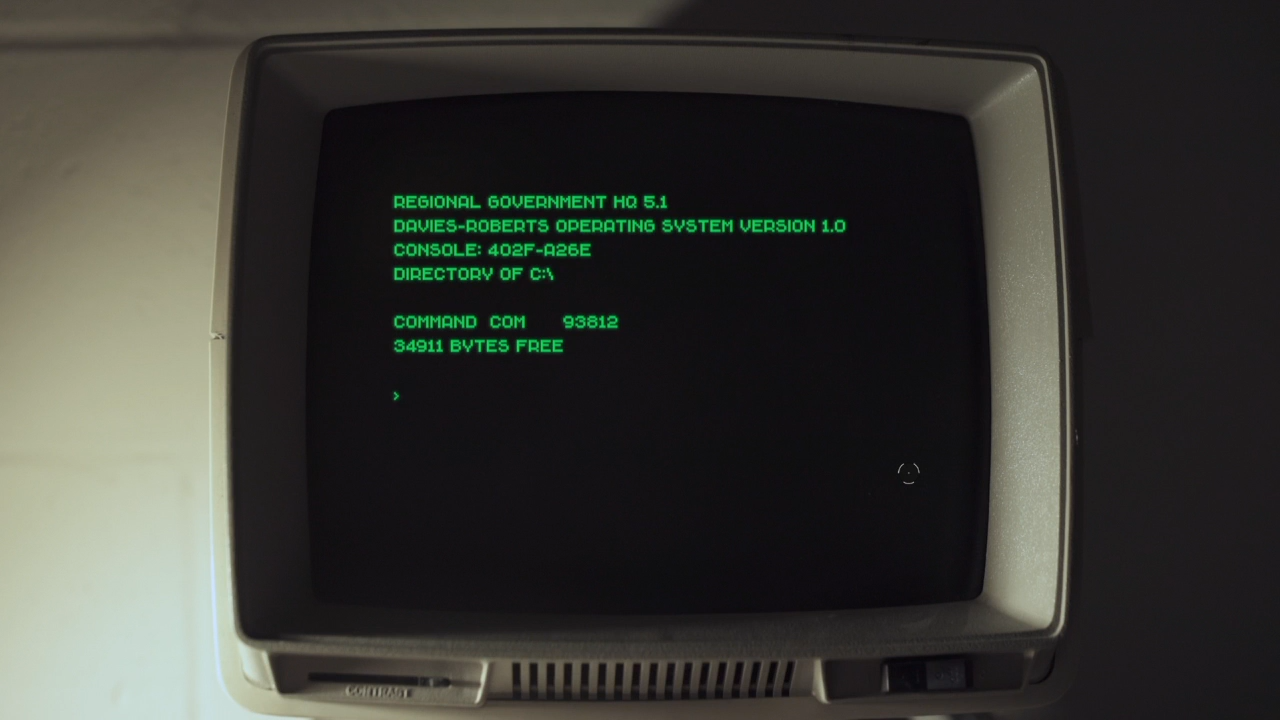 REGIONAL GOVERNMENT HQ 5.1
DAVIES-ROBERTS OPERATING SYSTEM VERSION 1.0
CONSOLE: 402F-A26E
DIRECTORY OF C:\
COMMAND COM 93812
34911 BYTES FREE
>
CONTRAST